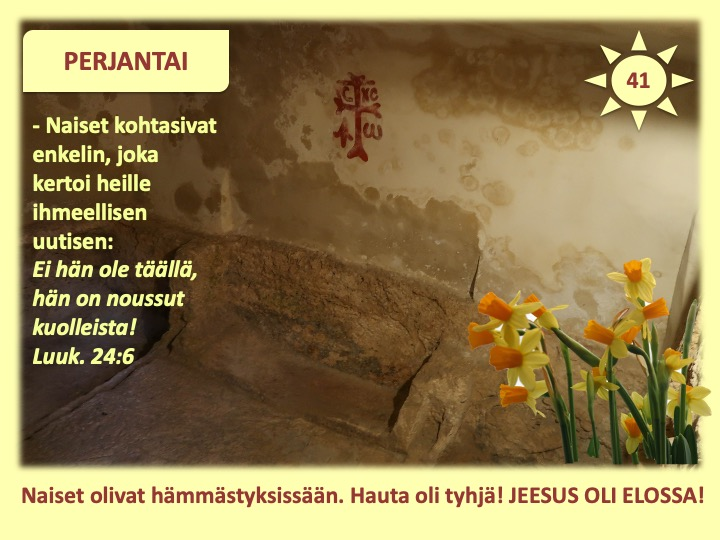 PERJANTAI
41
- Naiset kohtasivat
enkelin, joka
kertoi heille
ihmeellisen
uutisen:
Ei hän ole täällä,
hän on noussut
kuolleista!
Luuk. 24:6
Naiset olivat hämmästyksissään. Hauta oli tyhjä! JEESUS OLI ELOSSA!